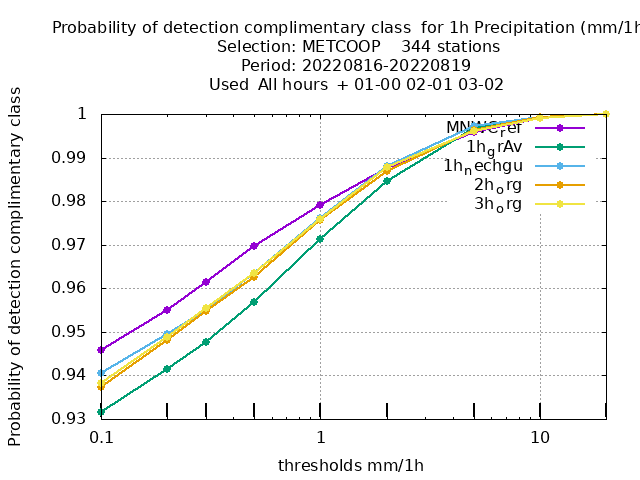 Probability of detection complimentary class for 1h Precipitation (mm/1h
Selection: METCOOP 344 stations
Period: 20220816-20220819
Used All hours + 01-00 02-01 03-02
Probability of detection complimentary class
1
0.99
0.98
0.97
0.96
0.95
0.94
0.93
MNWCref
1hgrAv
1hnechgu
2horg
3horg
0.1 1 10
thresholds mm/1h